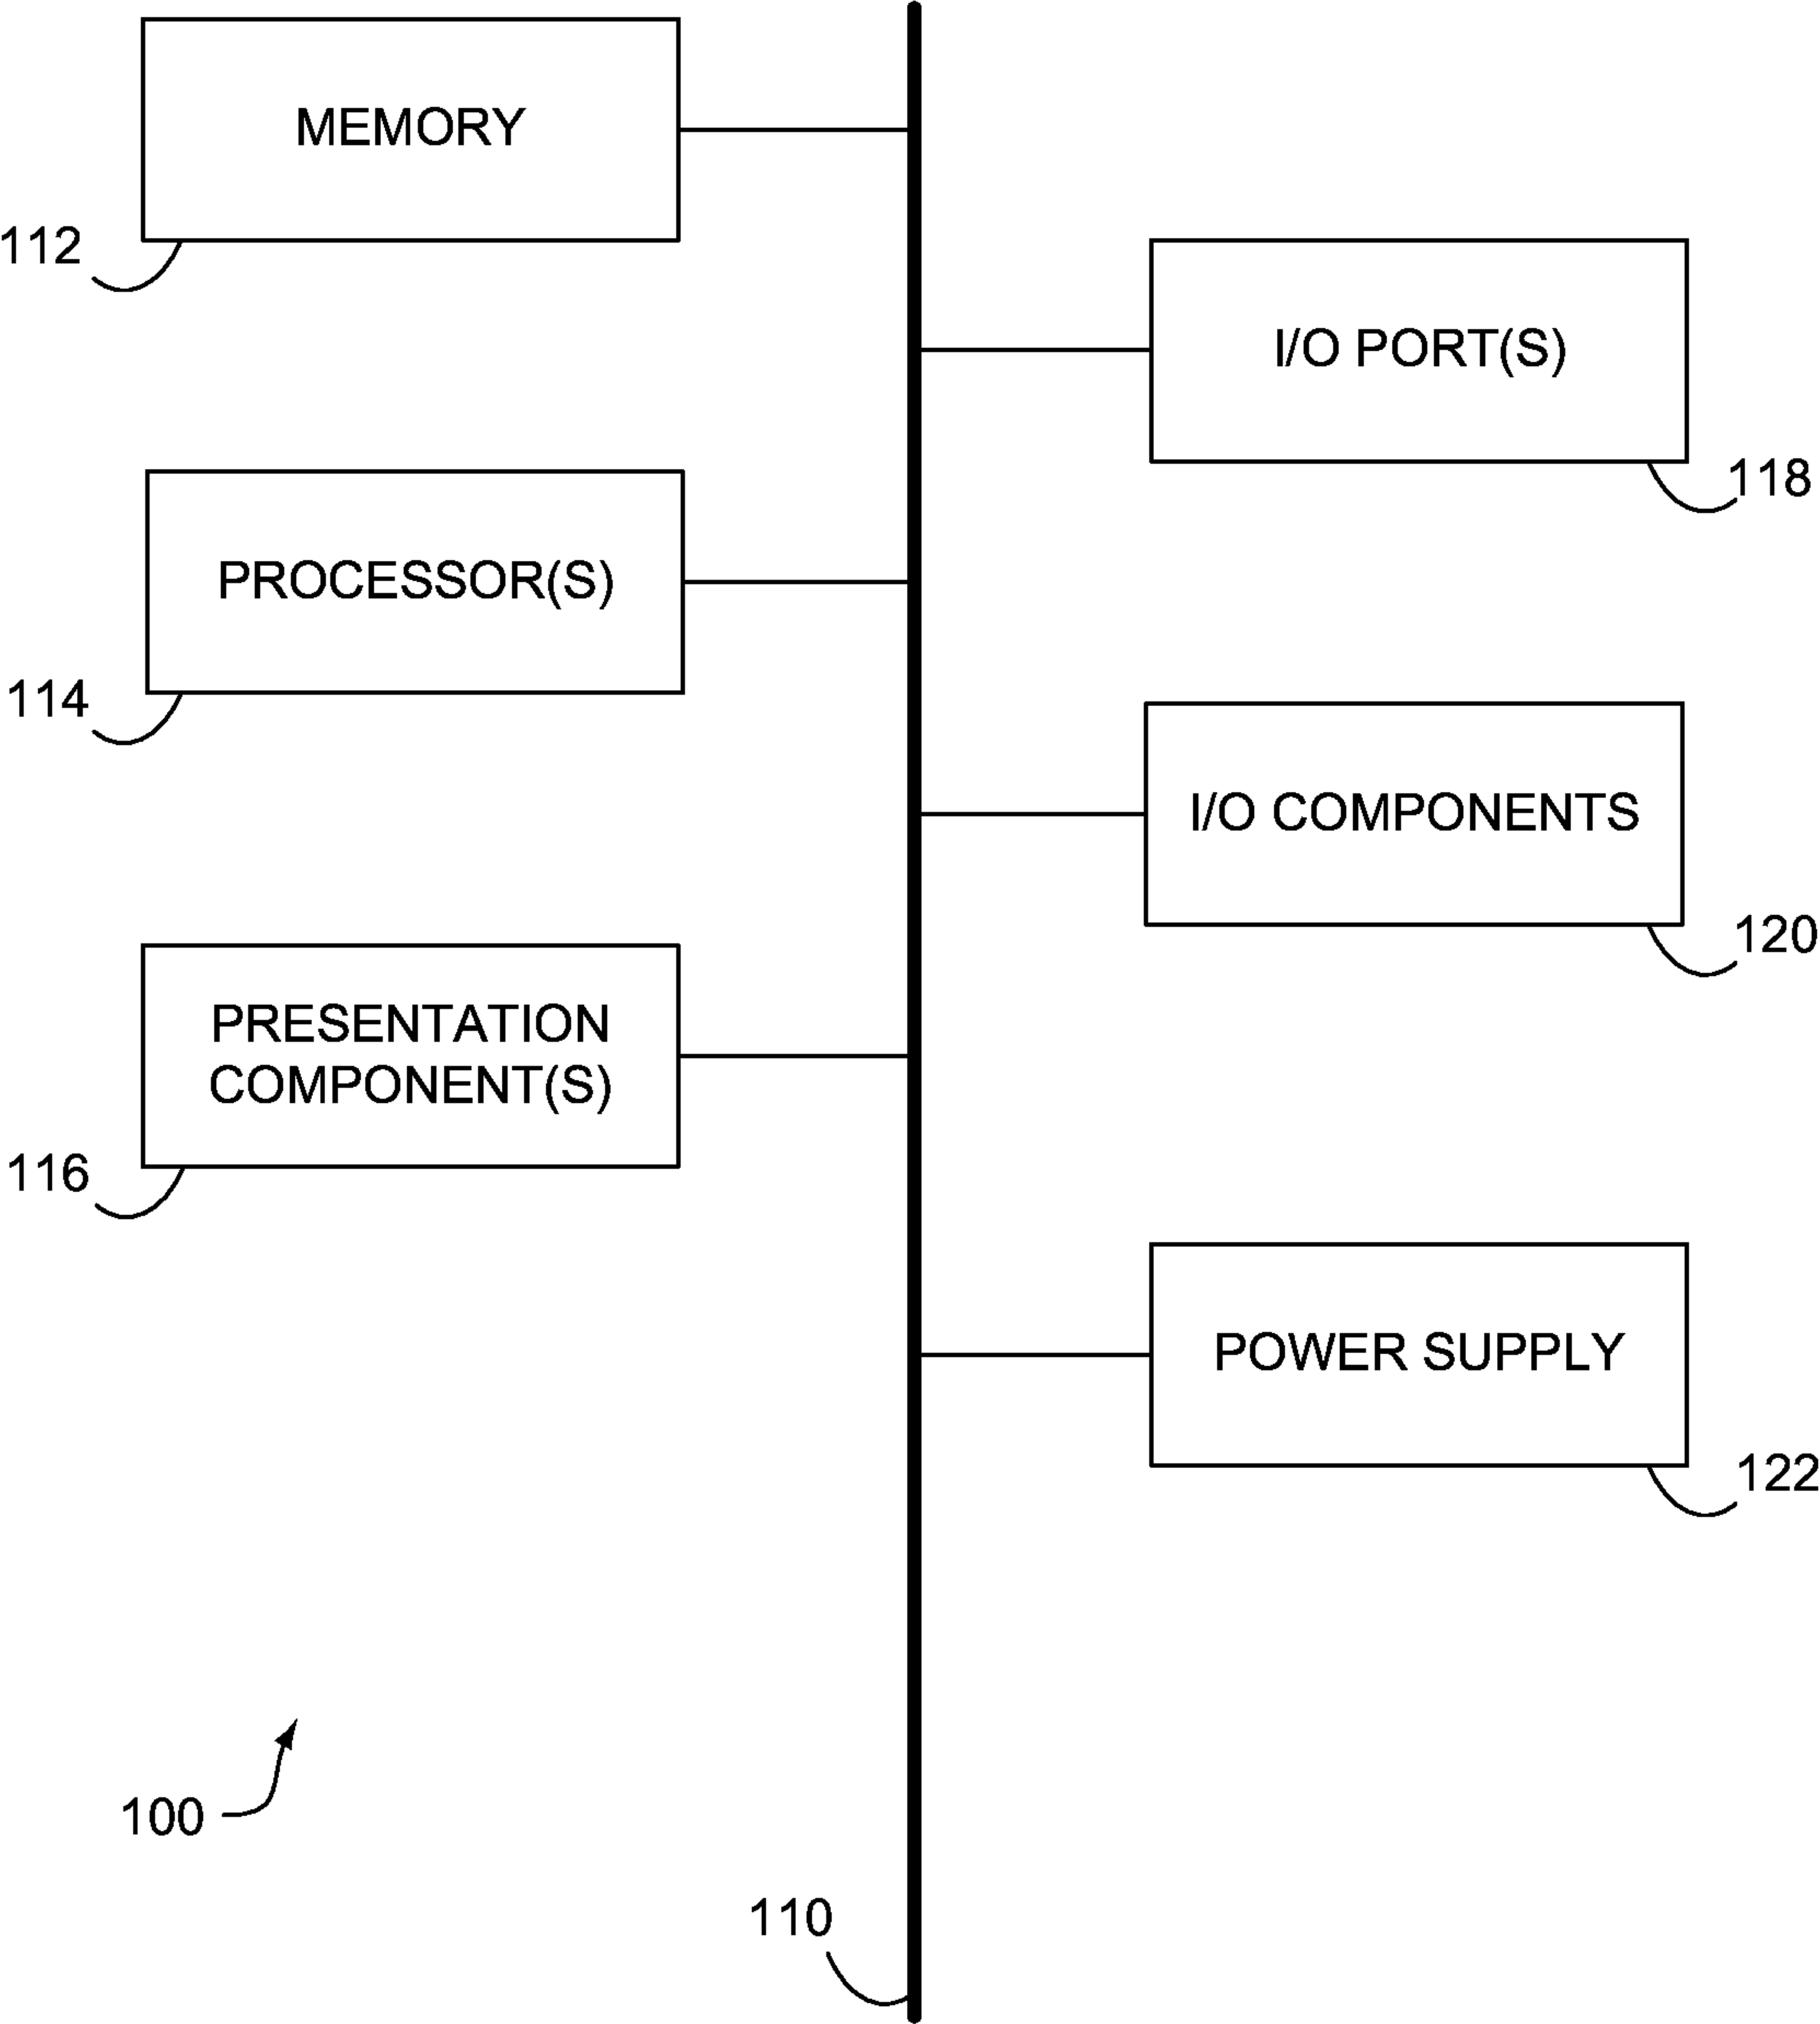 MEMORY
112
I/O PORT(S)
118
PROCESSOR(S)
114
I/O COMPONENTS
120
PRESENTATION
COMPONENT(S)
116
POWER SUPPLY
122
100
110